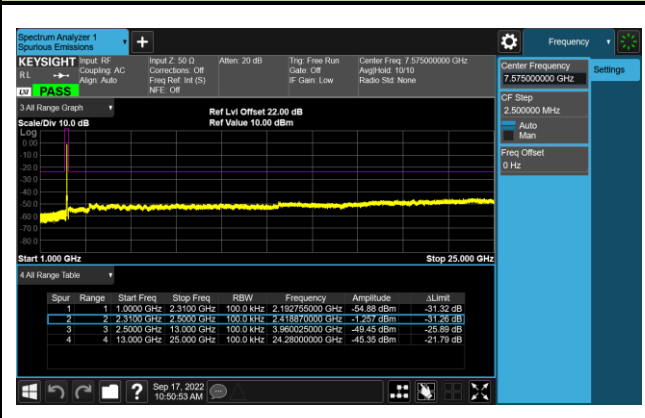 Spectrum Analyzer 1
Spurious Emissions
Frequency
KEYSIGHT Input: RF Input Z: 50 Ω Atten: 20 dB Trig: Free Run Center Freq: 7.575000000 GHz
RL Coupling: AC Corrections: Off Gate: Off Avg|Hold: 10/10
Align: Auto Freq Ref: Int (S) IF Gain: Low Radio Std: None
NFE: Off
LXI PASS
3 All Range Graph
Ref Lvl Offset 22.00 dB
Scale/Div 10.0 dB Ref Value 10.00 dBm
Log
0.00
-10.0
-20.0
-30.0
-40.0
-50.0
-60.0
-70.0
-80.0
Start 1.000 GHz Stop 25.000 GHz
4 All Range Table
Spur Range Start Freq Stop Freq RBW Frequency Amplitude ΔLimit
1 1 1.0000 GHz 2.3100 GHz 100.0 kHz 2.192755000 GHz -54.88 dBm -31.32 dB
2 2 2.3100 GHz 2.5000 GHz 100.0 kHz 2.418870000 GHz -1.257 dBm -31.26 dB
3 3 2.5000 GHz 13.000 GHz 100.0 kHz 3.960025000 GHz -49.45 dBm -25.89 dB
4 4 13.000 GHz 25.000 GHz 100.0 kHz 24.28000000 GHz -45.35 dBm -21.79 dB
Sep 17, 2022
10:50:53 AM
Center Frequency
7.575000000 GHz
CF Step
2.500000 MHz
Auto
Man
Freq Offset
0 Hz
Settings